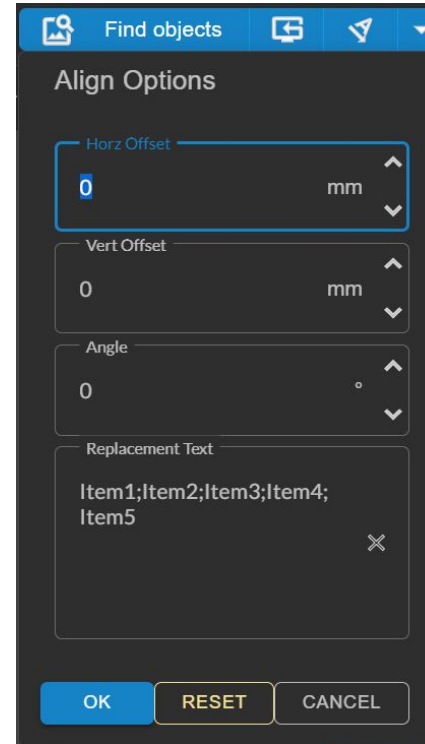 Find objects
Align Options
Horz Offset
0
mm
Vert Offset
0
mm
Angle
0
°
Replacement Text
Item1;Item2;Item3;Item4;
Item5
OK
RESET
CANCEL